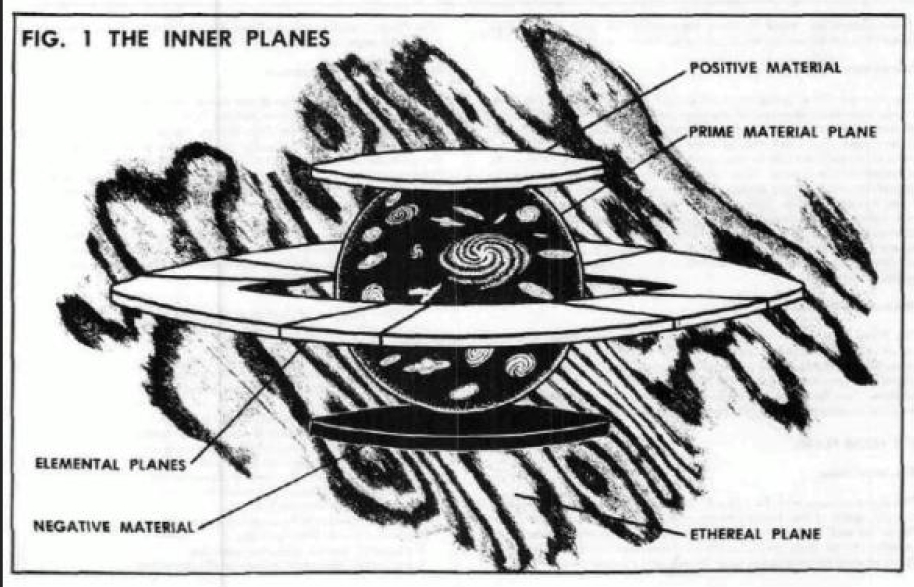 FIG. 1 THE INNER PLANES
POSITIVE MATERIAL
PRIME MATERIAL PLANE
ELEMENTAL PLANES
NEGATIVE MATERIAL
ETHEREAL PLANE